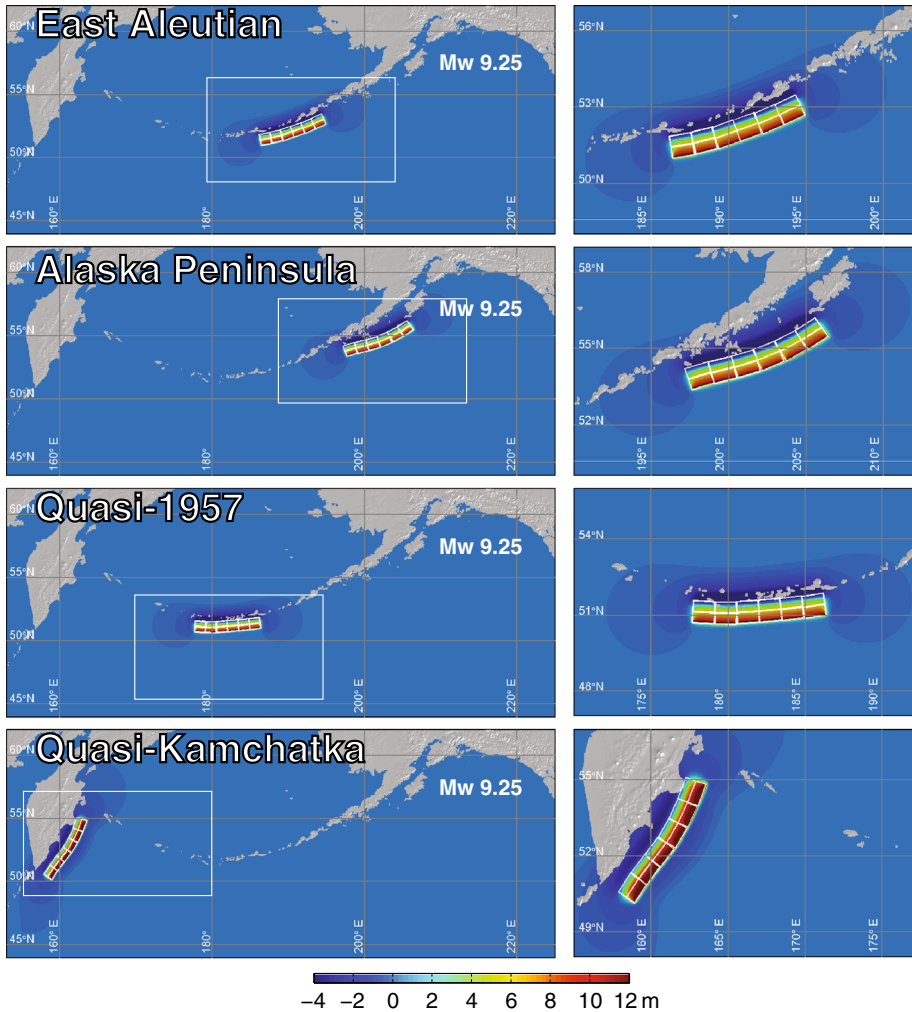 East Aleutian
Mw 9.25
60°N
55°N
50°N
45°N
160° E
180°
200° E
220° E
56°N
53°N
50°N
185° E
190° E
195° E
200° E
Alaska Peninsula
Mw 9.25
60°N
55°N
50°N
45°N
160° E
180°
200° E
220° E
58°N
55°N
52°N
195° E
200° E
205° E
210° E
Quasi-1957
Mw 9.25
60°N
55°N
50°N
45°N
160° E
180°
200° E
220° E
54°N
51°N
48°N
175° E
180°
185° E
190° E
Quasi-Kamchatka
Mw 9.25
60°N
55°N
50°N
45°N
160° E
180°
200° E
220° E
55°N
52°N
49°N
160° E
165° E
170° E
175° E
−4 −2 0 2 4 6 8 10 12 m